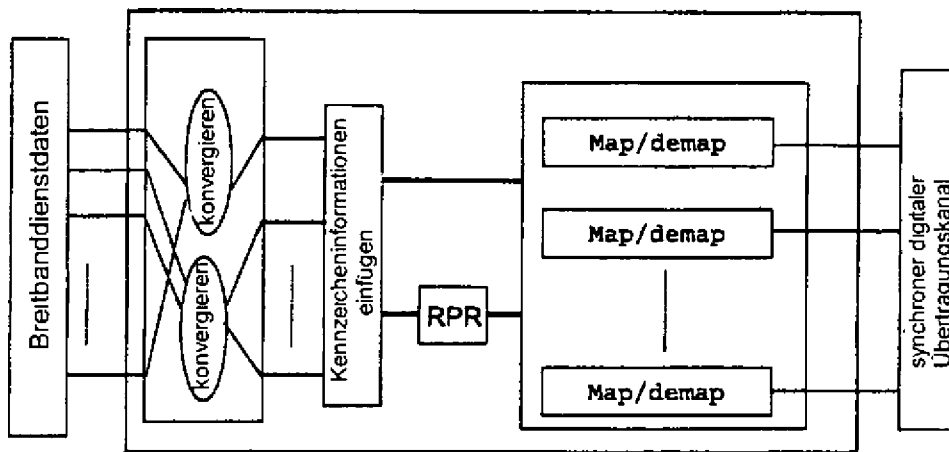 Breitbanddienstdaten
konvergieren
konvergieren
Kennzeicheninformationen
einfügen
RPR
Map/demap
Map/demap
Map/demap
synchroner digitaler
Übertragungskanal